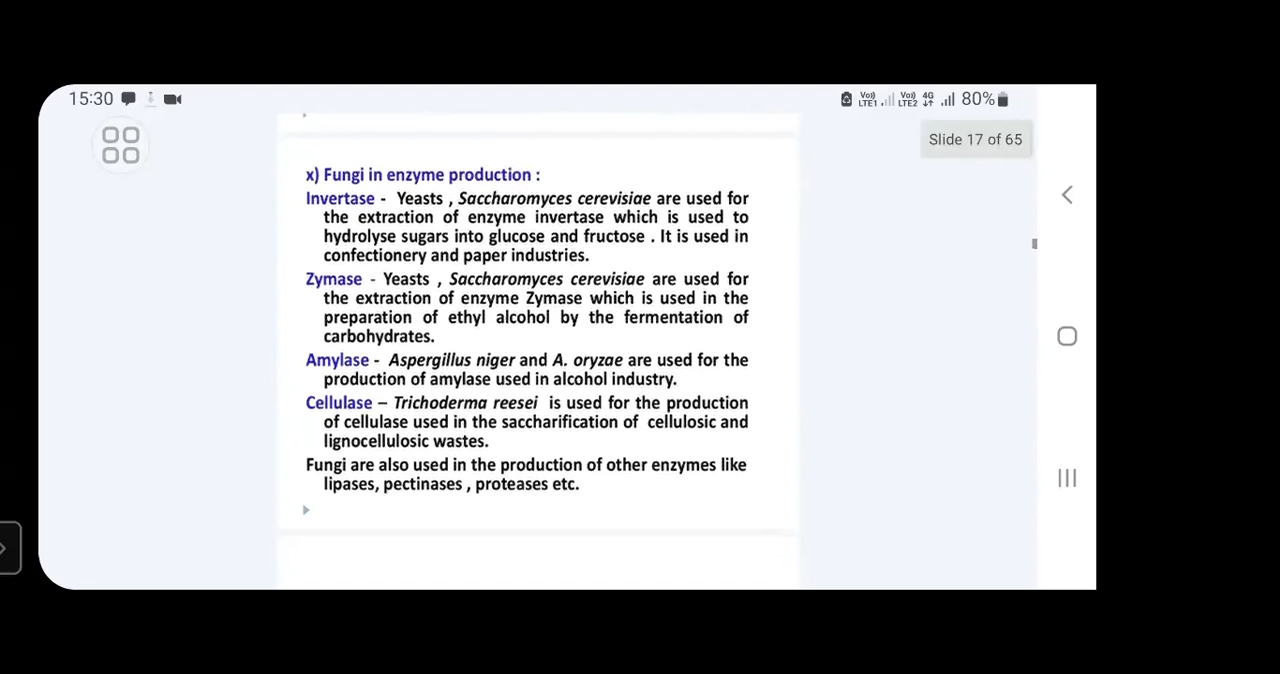 15:30
Vo)) LTE1 Vo)) LTE2 4G 80%
Slide 17 of 65
x) Fungi in enzyme production :
Invertase - Yeasts , Saccharomyces cerevisiae are used for
the extraction of enzyme invertase which is used to
hydrolyse sugars into glucose and fructose . It is used in
confectionery and paper industries.
Zymase - Yeasts , Saccharomyces cerevisiae are used for
the extraction of enzyme Zymase which is used in the
preparation of ethyl alcohol by the fermentation of
carbohydrates.
Amylase - Aspergillus niger and A. oryzae are used for the
production of amylase used in alcohol industry.
Cellulase – Trichoderma reesei is used for the production
of cellulase used in the saccharification of cellulosic and
lignocellulosic wastes.
Fungi are also used in the production of other enzymes like
lipases, pectinases , proteases etc.